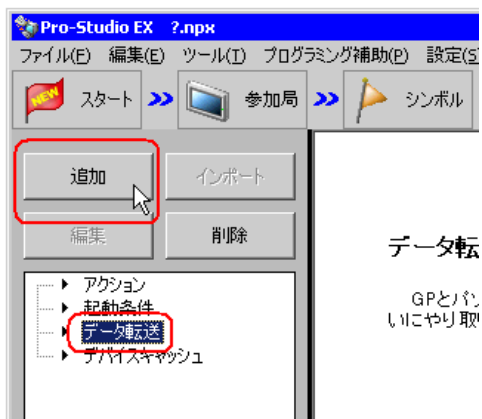 Pro-Studio EX ?.npx
ファイル(F) 編集(E) ツール(T) プログラミング補助(P) 設定(S
NEW スタート 参加局 シンボル
追加 インポート
編集 削除
アクション
起動条件
データ転送
デバイスキャッシュ
データ転
GPとパソ
いにやり取